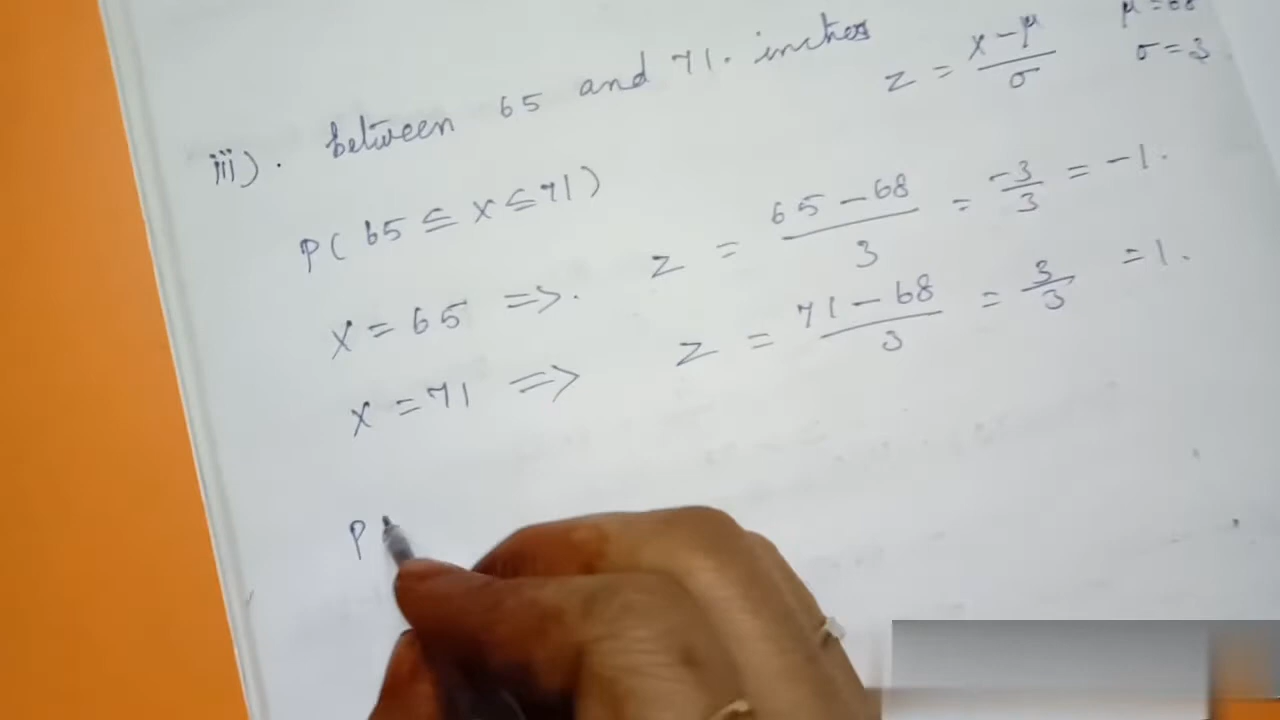 μ = 68
σ = 3
z = x - μ / σ
iii). between 65 and 71. inches
P( 65 ≤ x ≤ 71)
x = 65 ⇒. z = 65 - 68 / 3 = -3/3 = -1.
x = 71 ⇒ z = 71 - 68 / 3 = 3/3 = 1.
P